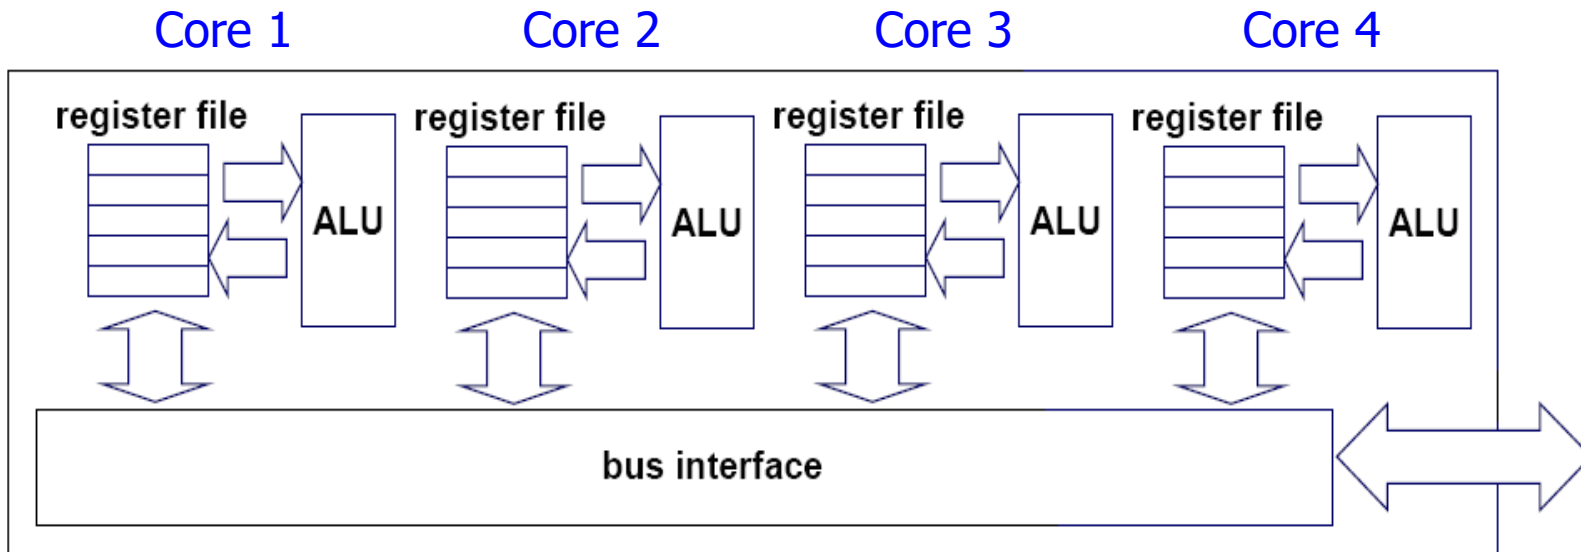 Core 1
Core 2
Core 3
Core 4
register file
ALU
register file
ALU
register file
ALU
register file
ALU
bus interface